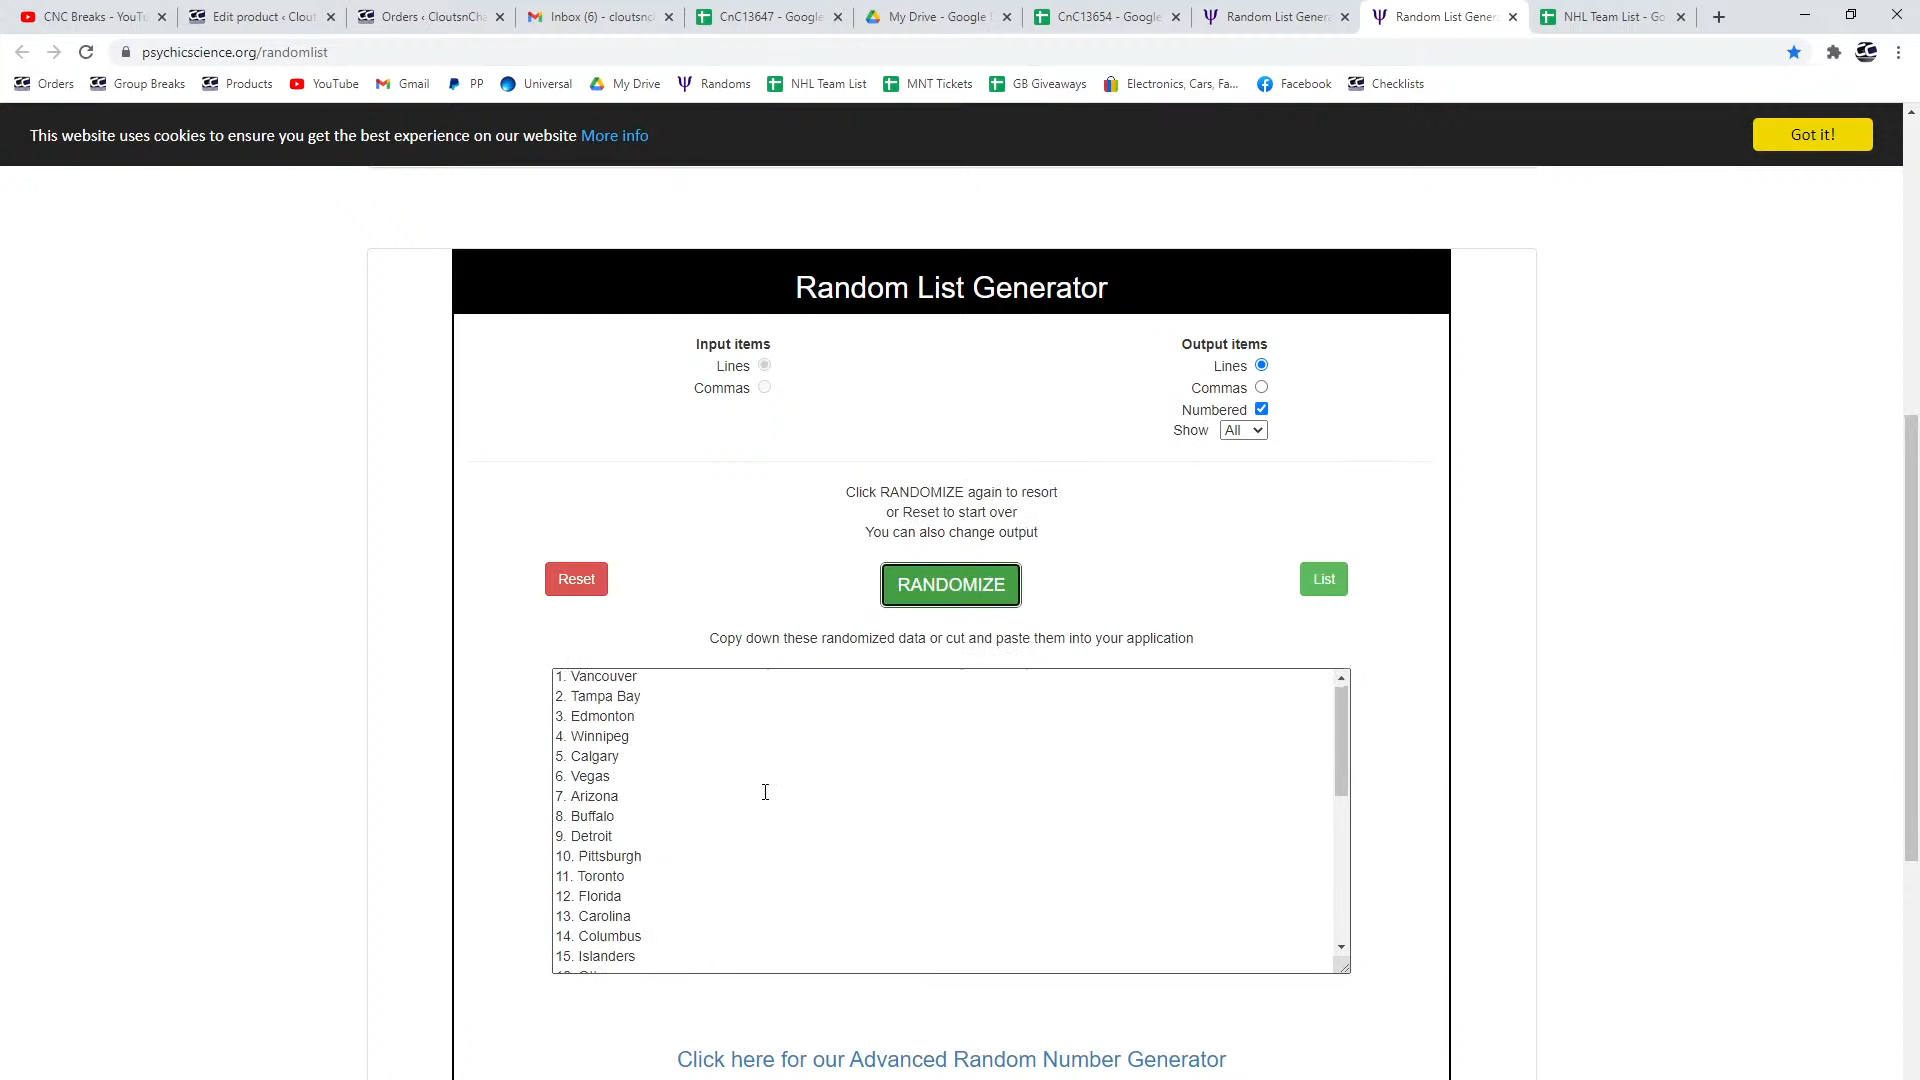 CNC Breaks - YouTu
Edit product ‹ Clout
Orders ‹ CloutsnCha
Inbox (6) - cloutsnch
CnC13647 - Google
My Drive - Google
CnC13654 - Google
Random List Genera
Random List Genera
NHL Team List - Go
psychicscience.org/randomlist
Orders
Group Breaks
Products
YouTube
Gmail
PP
Universal
My Drive
Randoms
NHL Team List
MNT Tickets
GB Giveaways
Electronics, Cars, Fa...
Facebook
Checklists
This website uses cookies to ensure you get the best experience on our website More info
Got it!
Random List Generator
Input items
Lines
Commas
Output items
Lines
Commas
Numbered
Show All
Click RANDOMIZE again to resort
or Reset to start over
You can also change output
Reset
RANDOMIZE
List
Copy down these randomized data or cut and paste them into your application
1. Vancouver
2. Tampa Bay
3. Edmonton
4. Winnipeg
5. Calgary
6. Vegas
7. Arizona
8. Buffalo
9. Detroit
10. Pittsburgh
11. Toronto
12. Florida
13. Carolina
14. Columbus
15. Islanders
Click here for our Advanced Random Number Generator